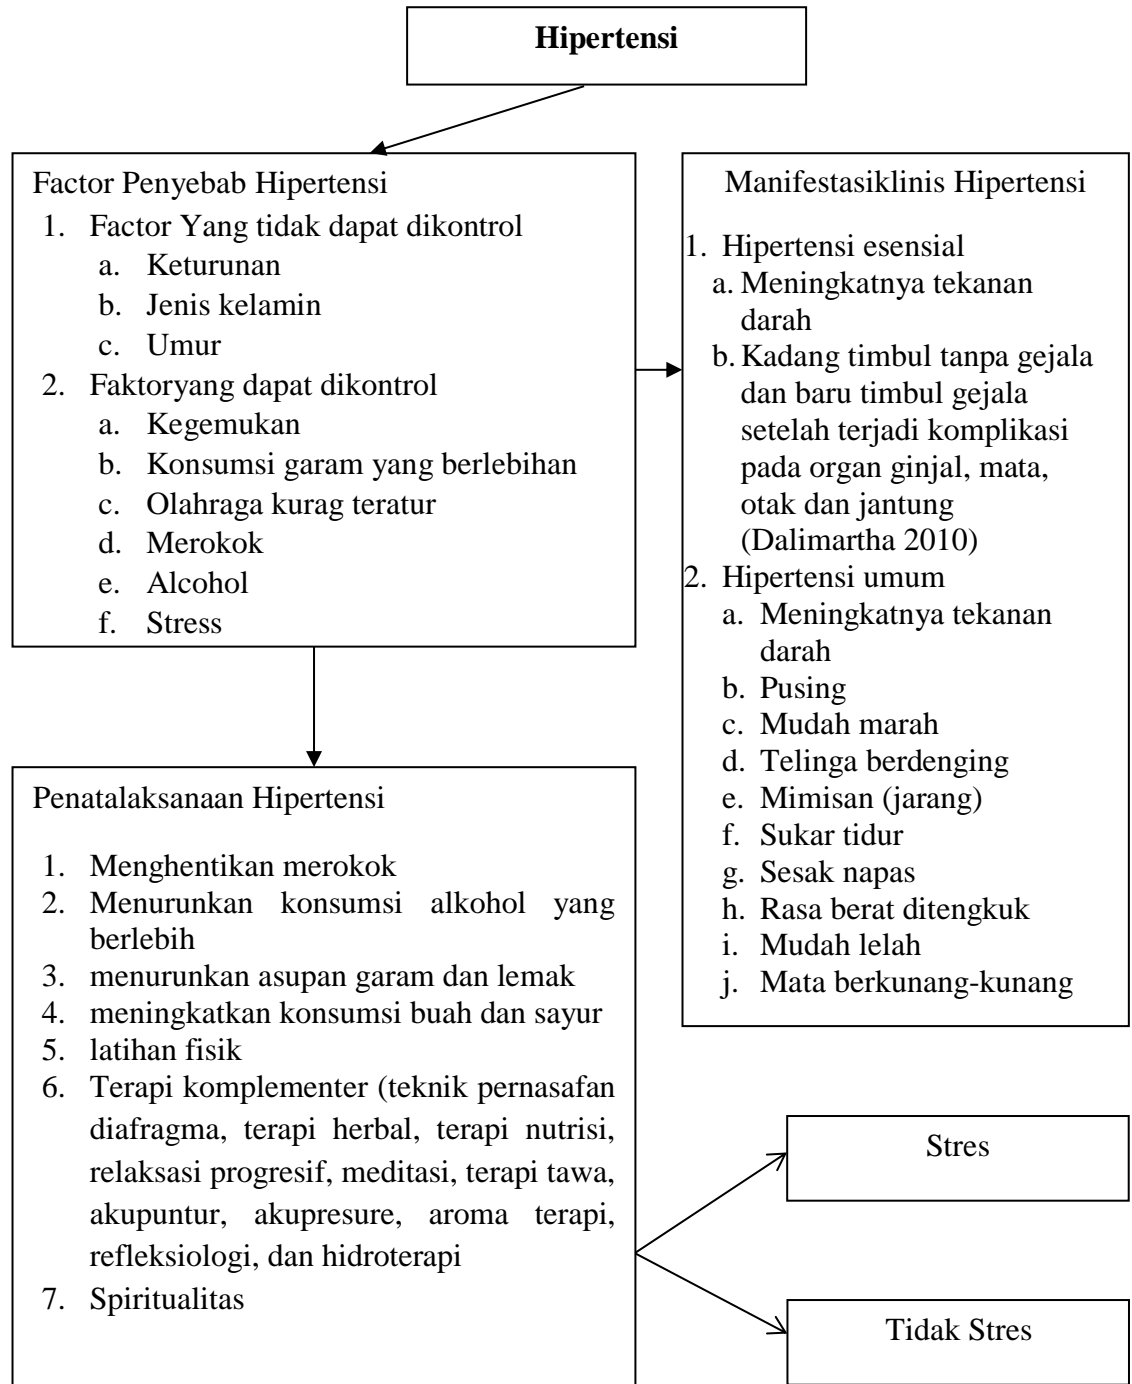 Hipertensi
Factor Penyebab Hipertensi
1. Factor Yang tidak dapat dikontrol
a. Keturunan
b. Jenis kelamin
c. Umur
2. Faktoryang dapat dikontrol
a. Kegemukan
b. Konsumsi garam yang berlebihan
c. Olahraga kurag teratur
d. Merokok
e. Alcohol
f. Stress
Manifestasiklinis Hipertensi
1. Hipertensi esensial
a. Meningkatnya tekanan
darah
b. Kadang timbul tanpa gejala
dan baru timbul gejala
setelah terjadi komplikasi
pada organ ginjal, mata,
otak dan jantung
(Dalimartha 2010)
2. Hipertensi umum
a. Meningkatnya tekanan
darah
b. Pusing
c. Mudah marah
d. Telinga berdenging
e. Mimisan (jarang)
f. Sukar tidur
g. Sesak napas
h. Rasa berat ditengkuk
i. Mudah lelah
j. Mata berkunang-kunang
Penatalaksanaan Hipertensi
1. Menghentikan merokok
2. Menurunkan konsumsi alkohol yang
berlebih
3. menurunkan asupan garam dan lemak
4. meningkatkan konsumsi buah dan sayur
5. latihan fisik
6. Terapi komplementer (teknik pernasafan
diafragma, terapi herbal, terapi nutrisi,
relaksasi progresif, meditasi, terapi tawa,
akupuntur, akupresure, aroma terapi,
refleksiologi, dan hidroterapi
7. Spiritualitas
Stres
Tidak Stres